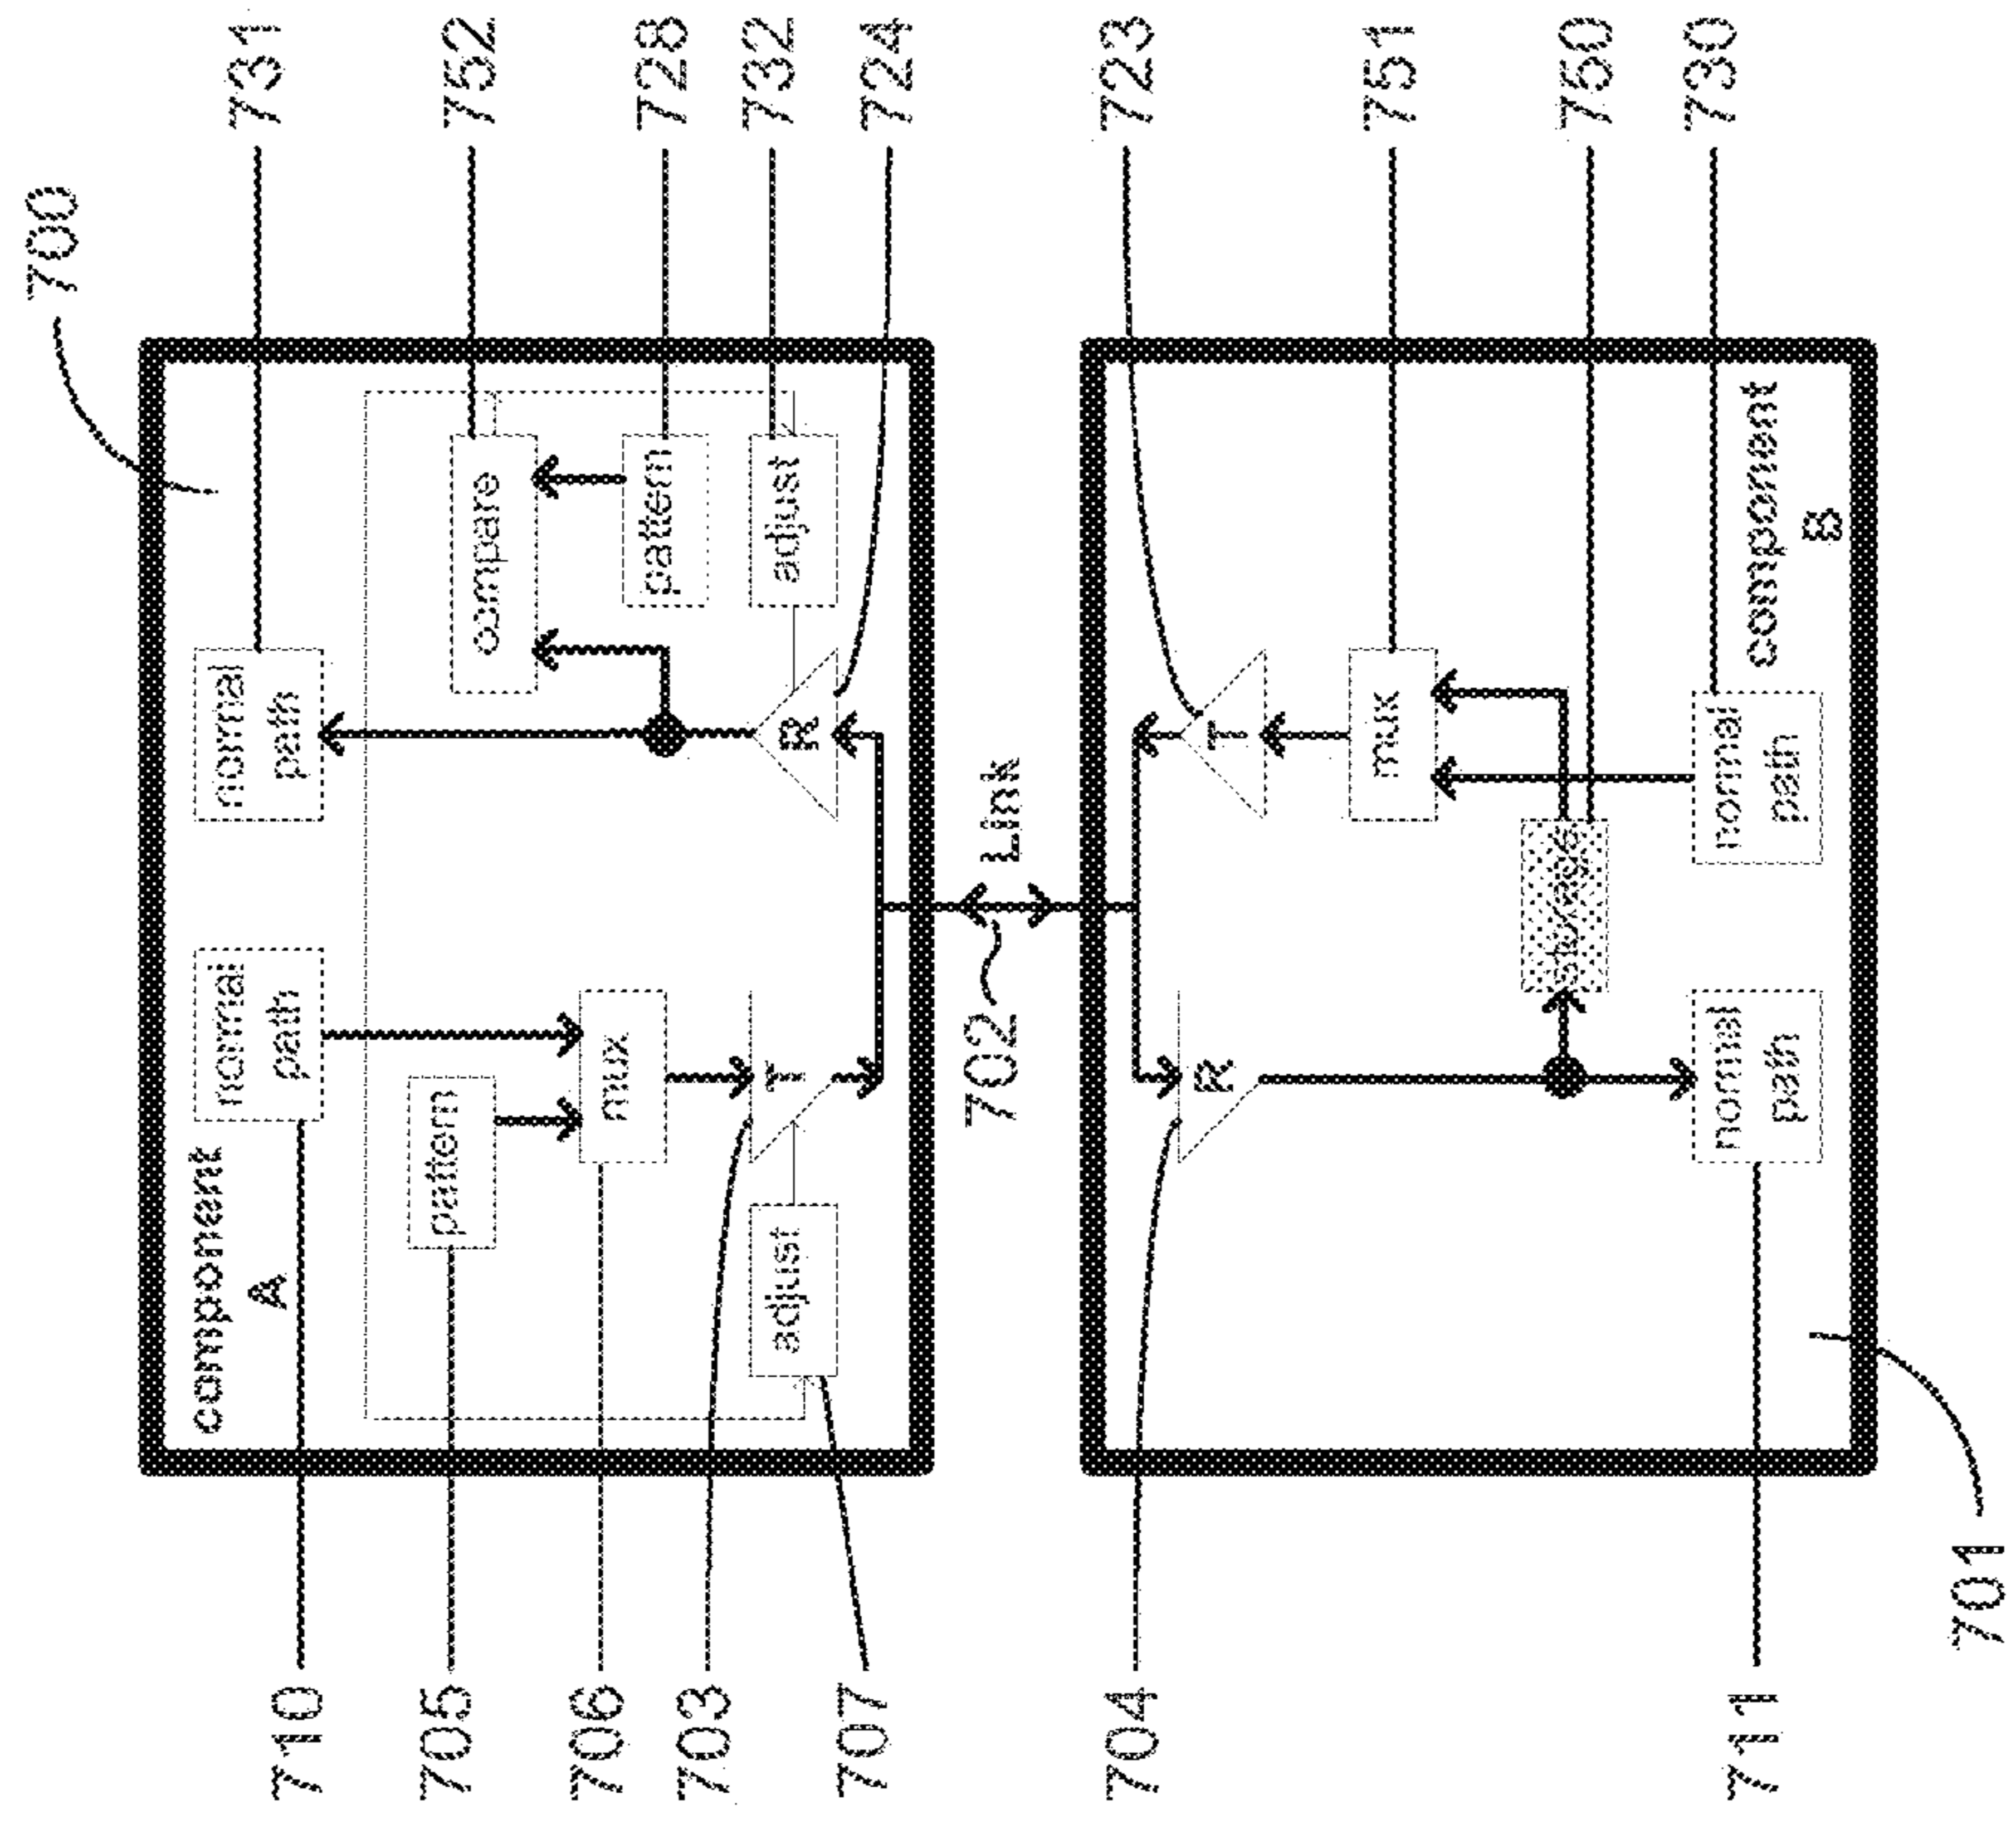 700
731
752
728
732
724
723
751
750
730
component
A
normal
path
pattern
mux
T
adjust
normal
path
compare
pattern
adjust
R
702
Link
R
T
mux
storage
normal
path
normal
path
component
B
710
705
706
703
707
704
711
701